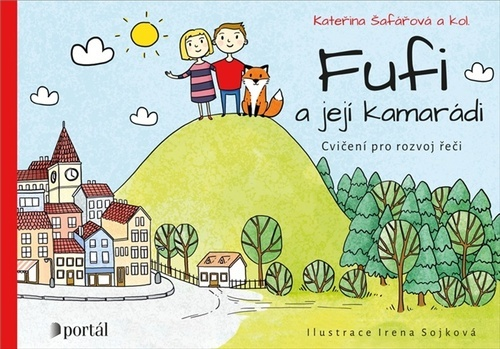 Kateřina Šafářová a kol.
Fufi
a její kamarádi
Cvičení pro rozvoj řeči
portál
Ilustrace Irena Sojková